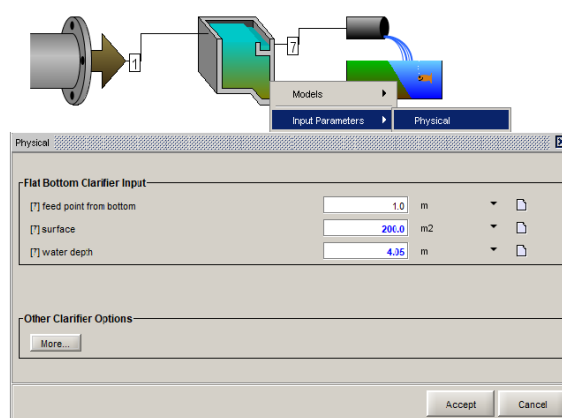 1
7
Models
Input Parameters
Physical
Physical
Flat Bottom Clarifier Input
[?] feed point from bottom 1.0 m
[?] surface 200.0 m2
[?] water depth 4.05 m
Other Clarifier Options
More...
Accept Cancel